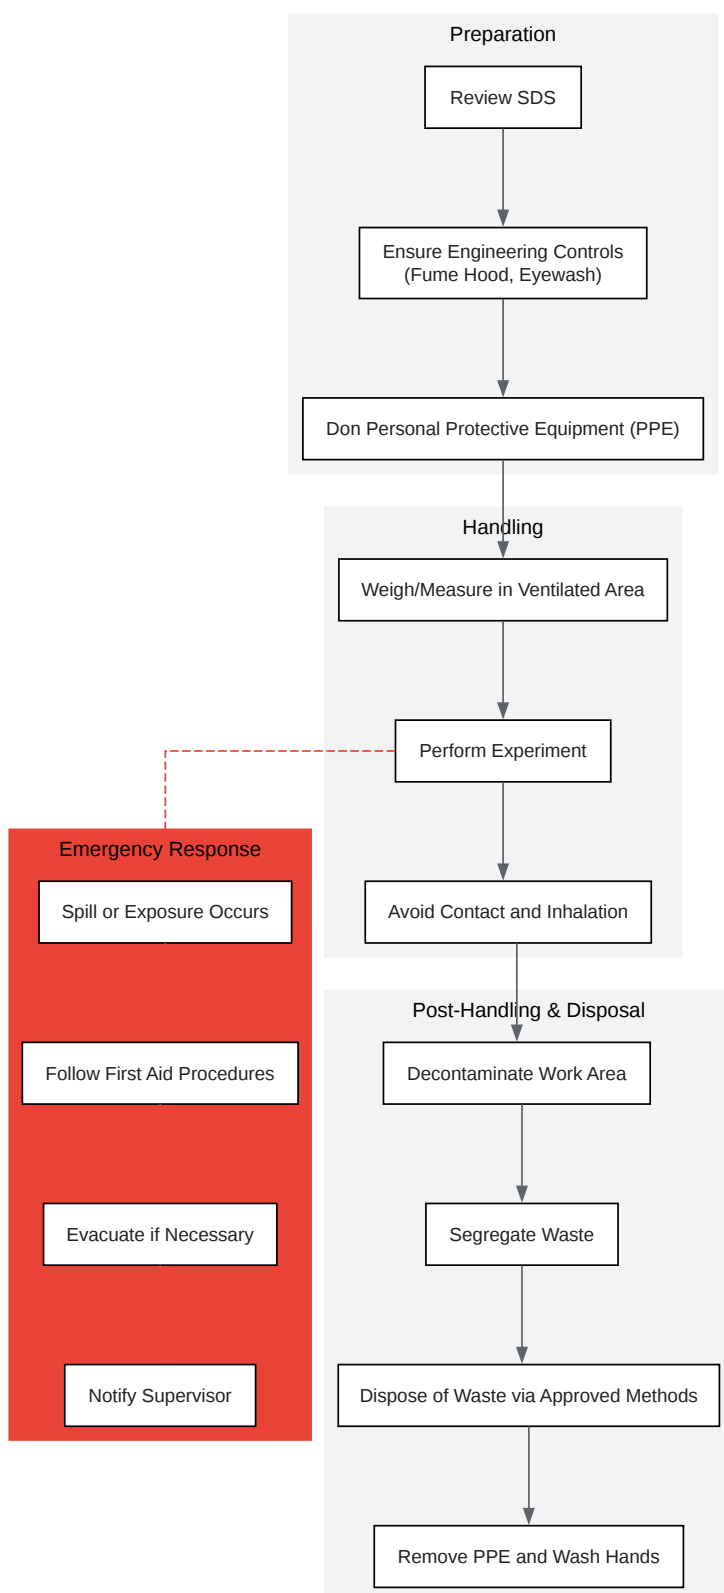 Preparation
Review SDS
Ensure Engineering Controls
(Fume Hood, Eyewash)
Don Personal Protective Equipment (PPE)
Handling
Weigh/Measure in Ventilated Area
Perform Experiment
Avoid Contact and Inhalation
Emergency Response
Spill or Exposure Occurs
Follow First Aid Procedures
Evacuate if Necessary
Notify Supervisor
Post-Handling & Disposal
Decontaminate Work Area
Segregate Waste
Dispose of Waste via Approved Methods
Remove PPE and Wash Hands